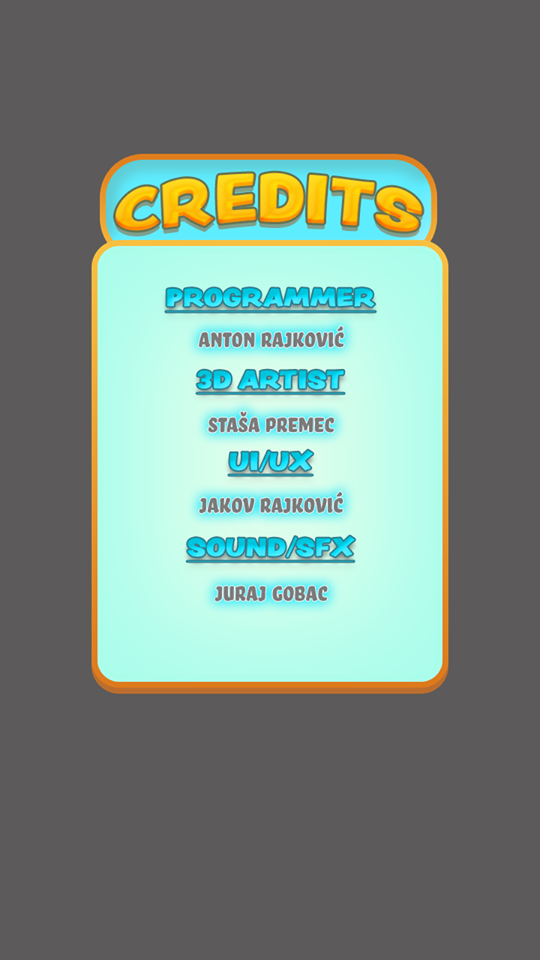 CREDITS
PROGRAMMER
ANTON RAJKOVIĆ
3D ARTIST
STAŠA PREMEC
UI/UX
JAKOV RAJKOVIĆ
SOUND/SFX
JURAJ GOBAC